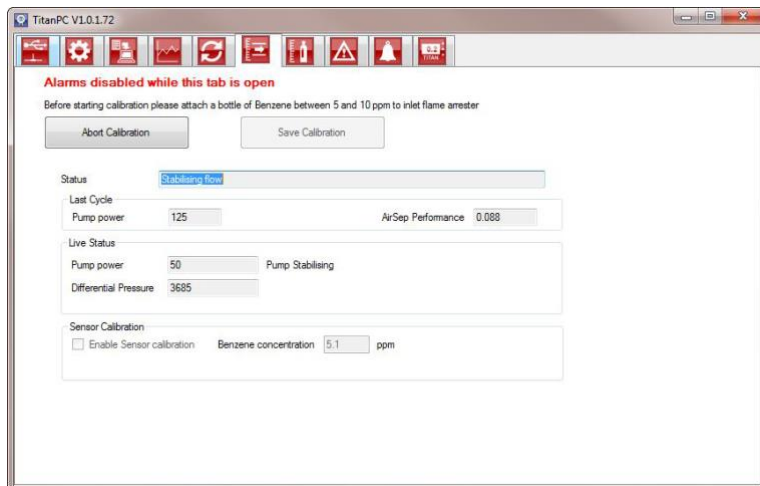 TitanPC V1.0.1.72
0.2
TITAN
Alarms disabled while this tab is open
Before starting calibration please attach a bottle of Benzene between 5 and 10 ppm to inlet flame arrester
Abort Calibration Save Calibration
Status Stabilising flow
Last Cycle
Pump power 125 AirSep Performance 0.088
Live Status
Pump power 50 Pump Stabilising
Differential Pressure 3685
Sensor Calibration
Enable Sensor calibration Benzene concentration 5.1 ppm